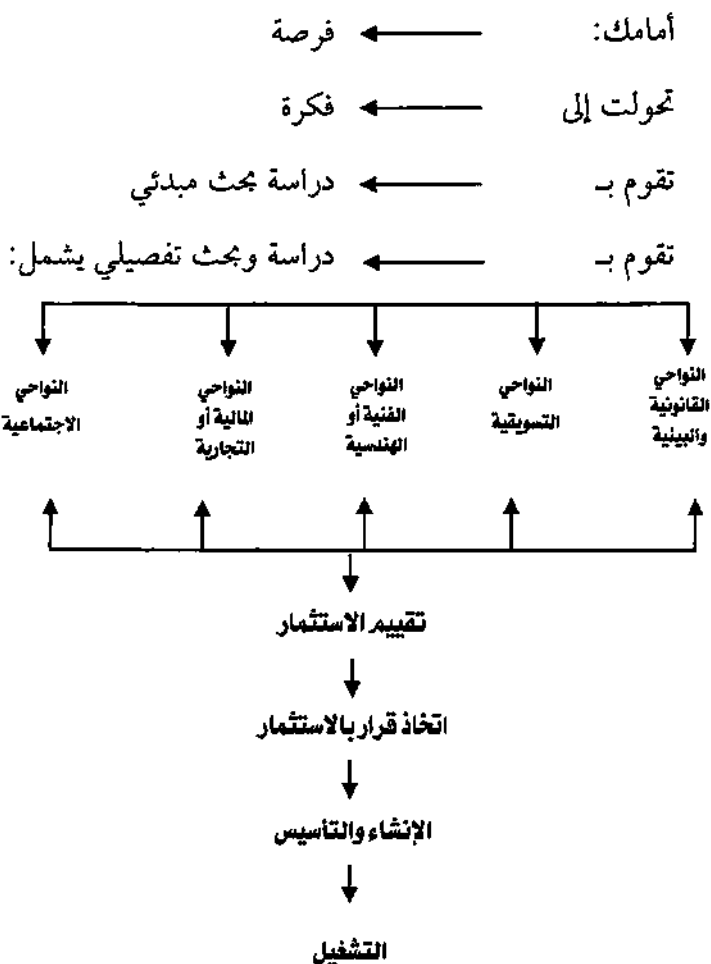 أمامك: فرصة
تحولت إلى فكرة
تقوم بـ دراسة بحث مبدئي
تقوم بـ دراسة وبحث تفصيلي يشمل:
النواحي
القانونية
والبيئية
النواحي
التسويقية
النواحي
الفنية أو
الهندسية
النواحي
المالية أو
التجارية
النواحي
الاجتماعية
تقييم الاستثمار
اتخاذ قرار بالاستثمار
الإنشاء والتأسيس
التشغيل